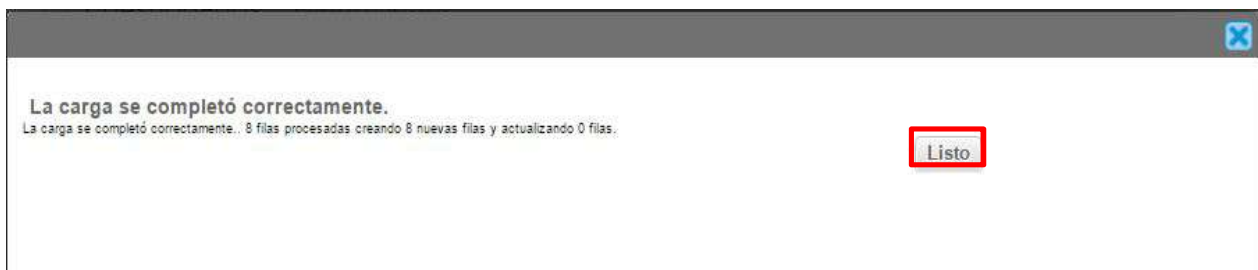 La carga se completó correctamente.
La carga se completó correctamente.. 8 filas procesadas creando 8 nuevas filas y actualizando 0 filas.
Listo